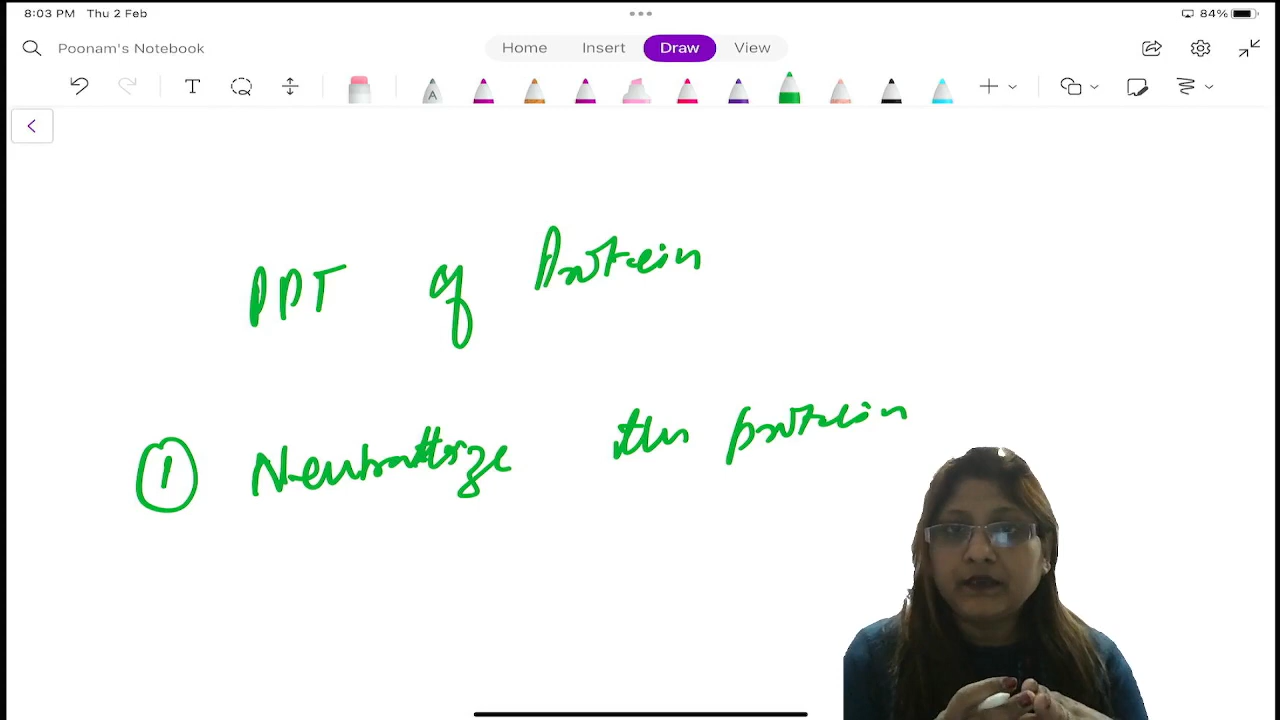 8:03 PM Thu 2 Feb
84%
Poonam's Notebook
Home Insert Draw View
T A
PPT of Protein
① Neutrattize the protein